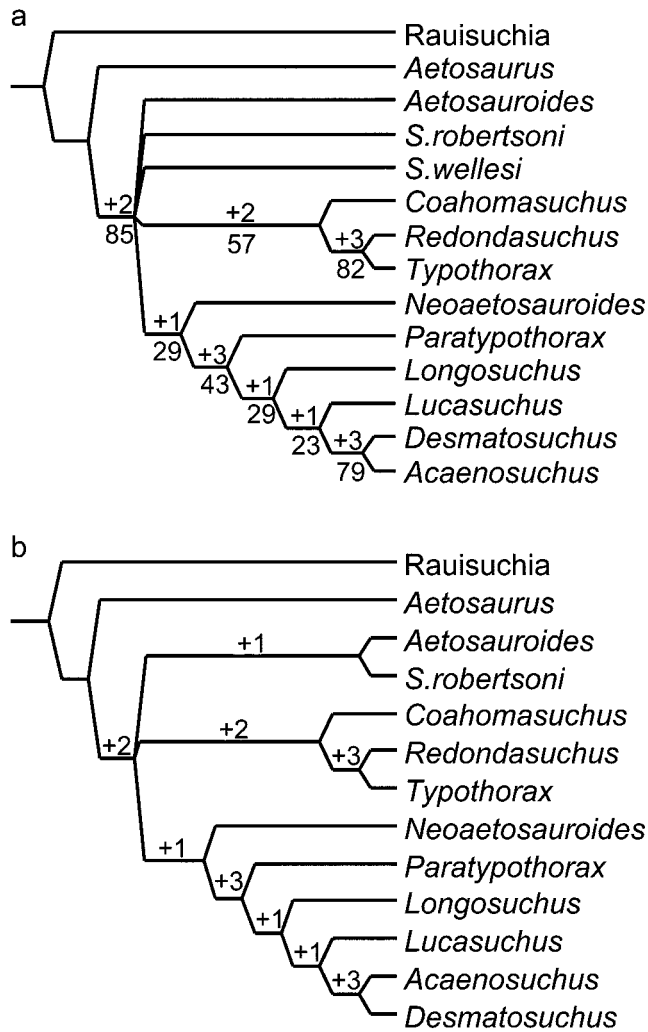 a
Rauisuchia
Aetosaurus
Aetosauroides
S.robertsoni
S.wellesi
+2
85
+2
57
Coahomasuchus
+3
82
Redondasuchus
Typothorax
Neoaetosauroides
+1
29
Paratypothorax
+3
43
Longosuchus
+1
29
Lucasuchus
+1
23
Desmatosuchus
+3
79
Acaenosuchus
b
Rauisuchia
Aetosaurus
Aetosauroides
+1
S.robertsoni
Coahomasuchus
+2
+2
+3
Redondasuchus
Typothorax
Neoaetosauroides
+1
Paratypothorax
+3
Longosuchus
+1
Lucasuchus
+1
Acaenosuchus
+3
Desmatosuchus